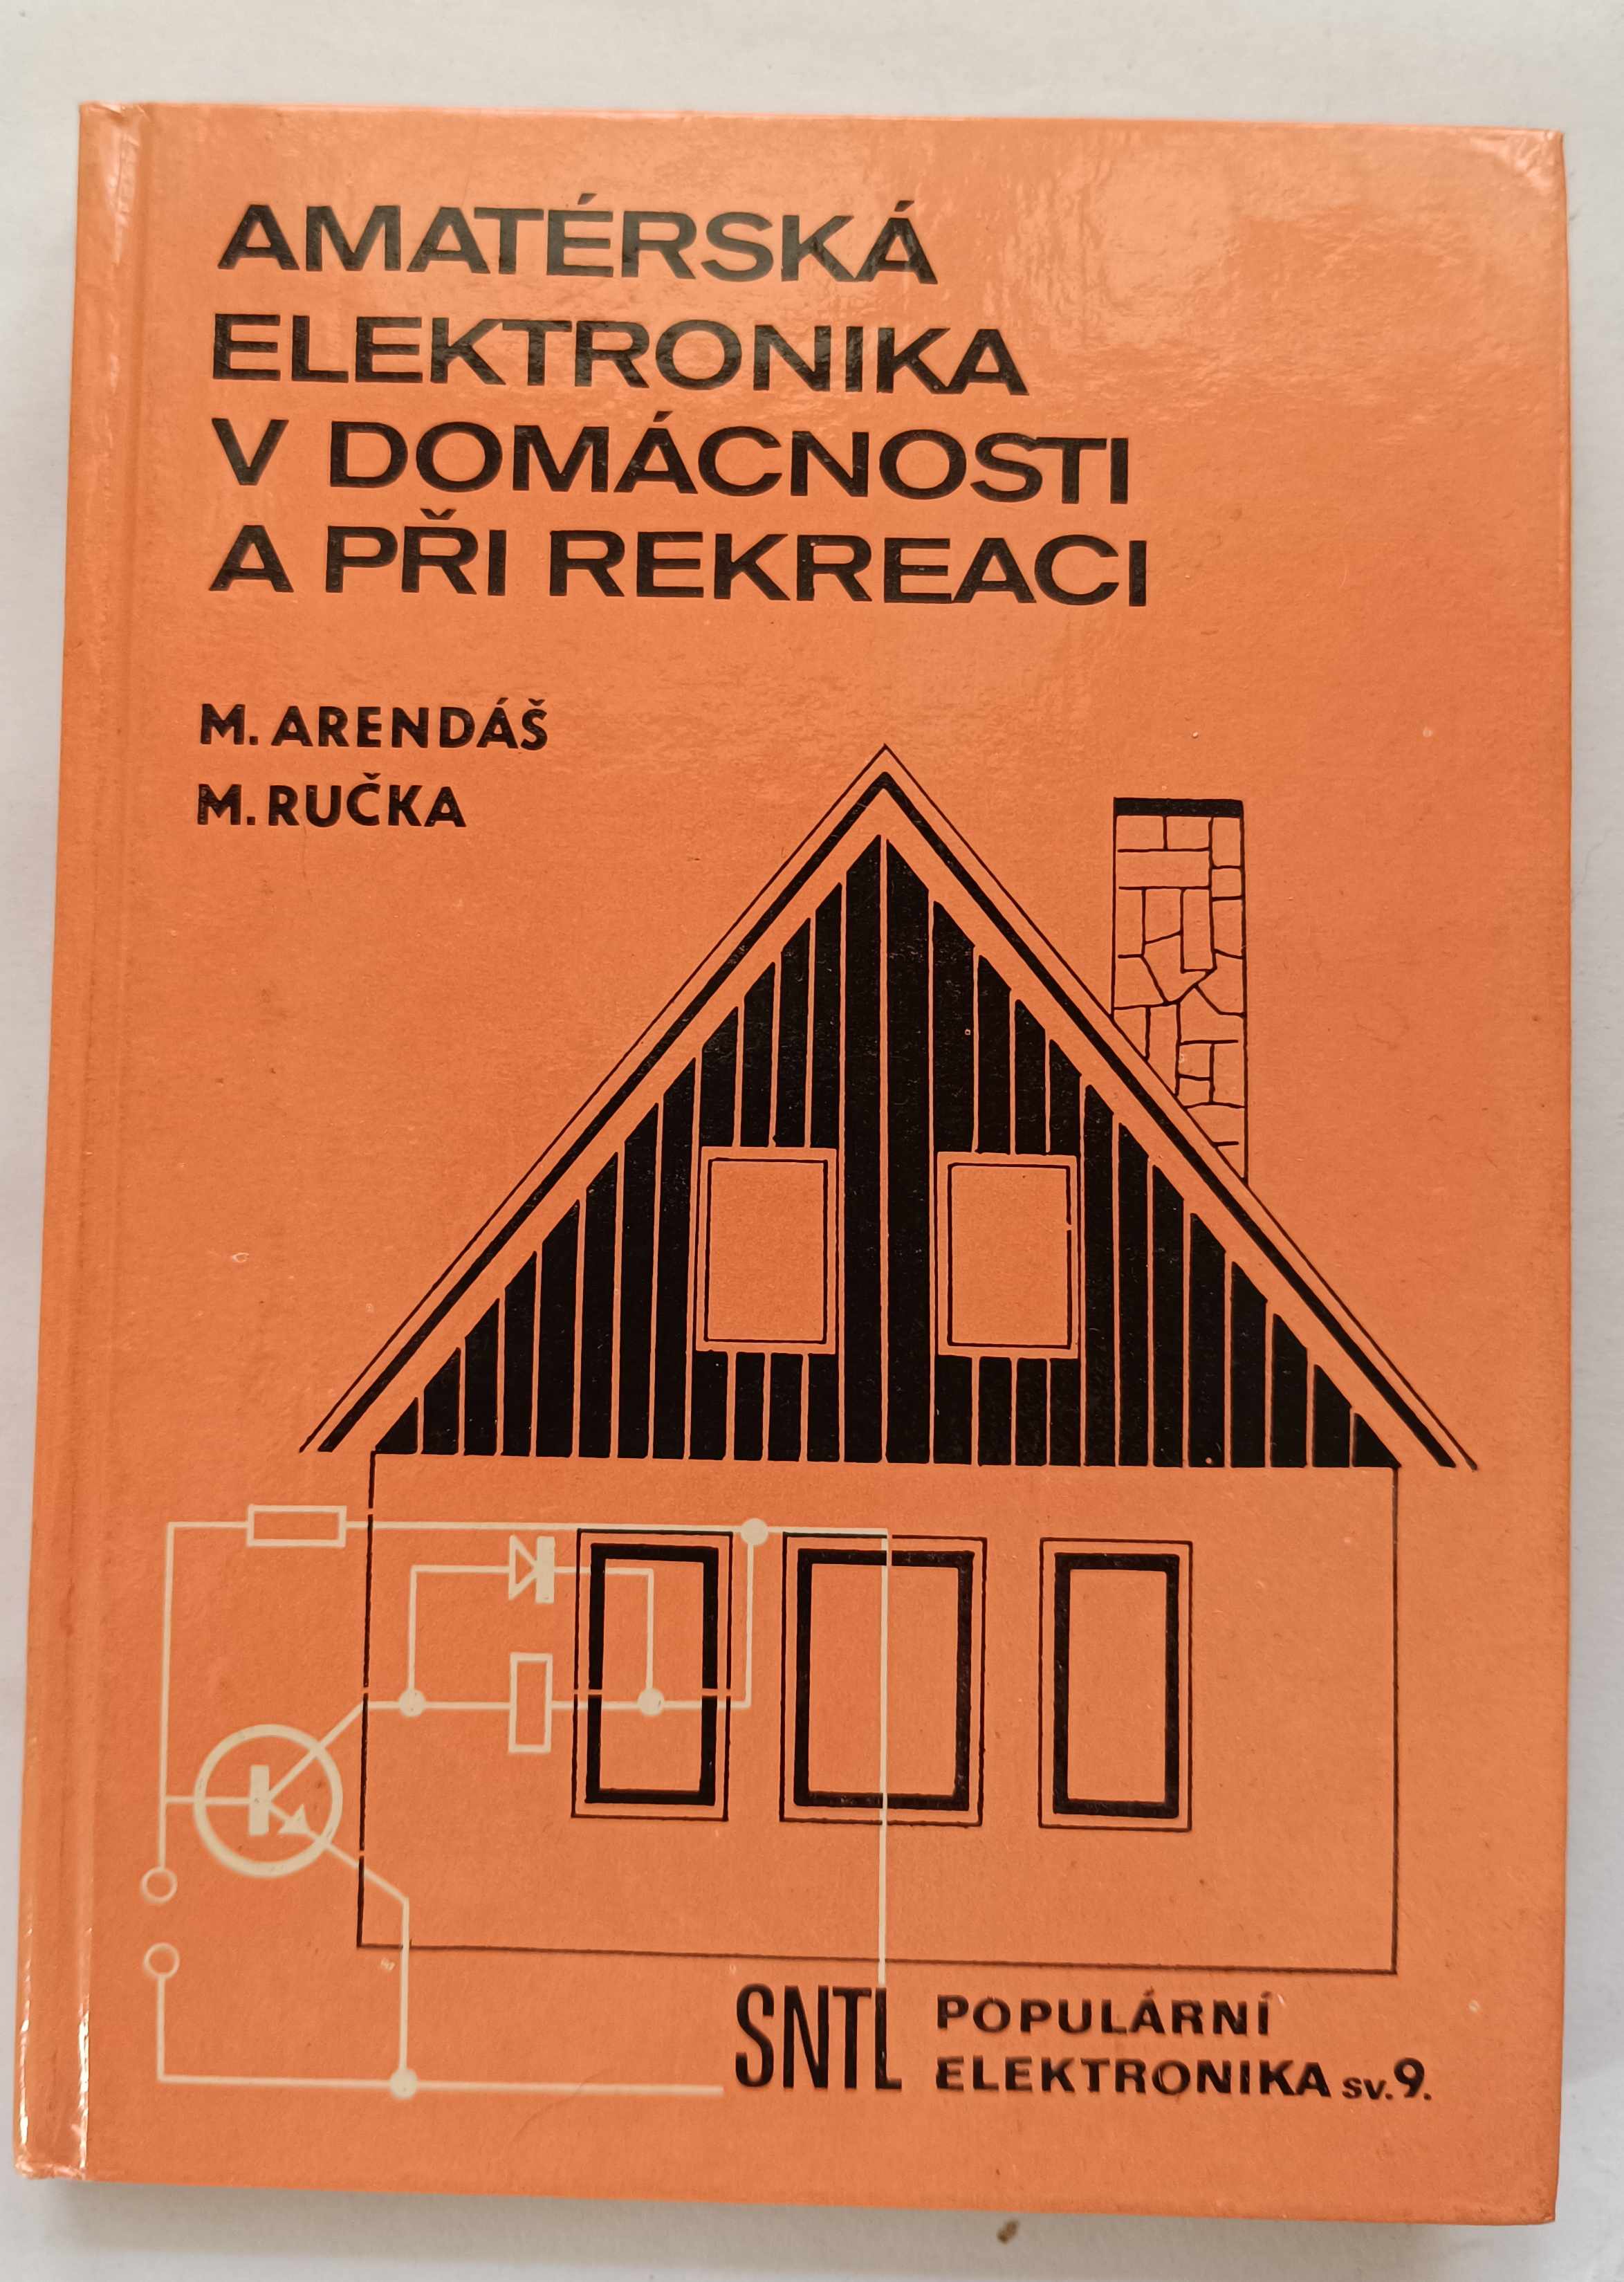 AMATÉRSKÁ
ELEKTRONIKA
V DOMÁCNOSTI
A PŘI REKREACI
M. ARENDÁŠ
M. RUČKA
SNTL
POPULÁRNÍ
ELEKTRONIKA sv. 9.